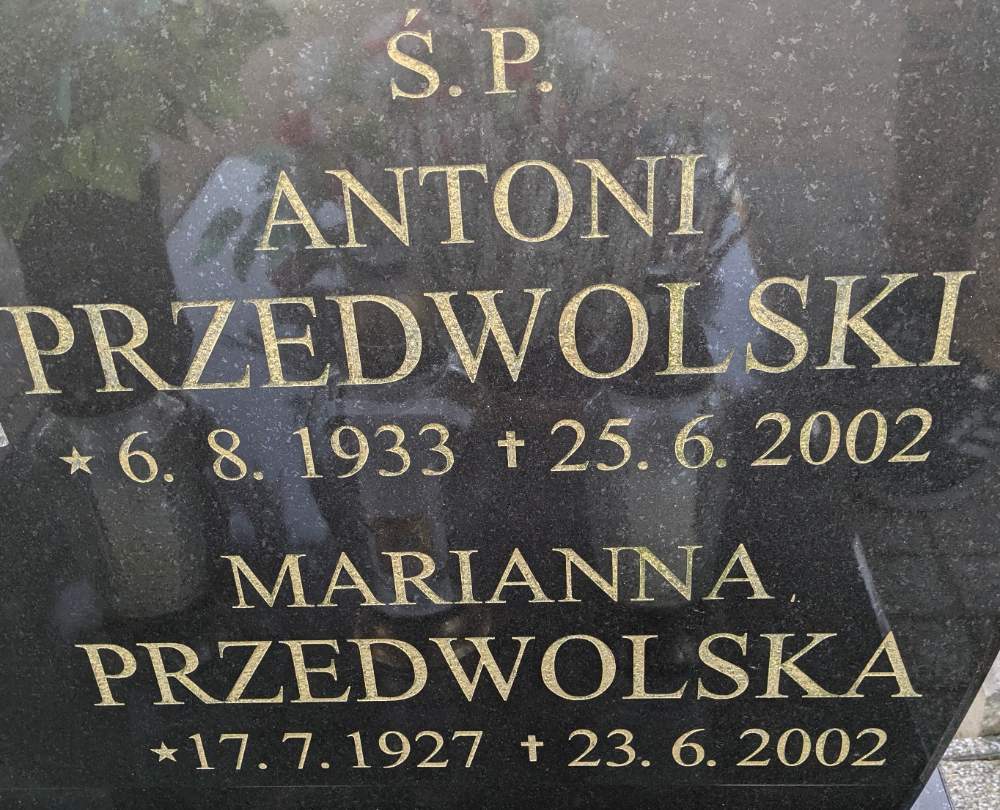 Ś. P.
ANTONI
PRZEDWOLSKI
★ 6. 8. 1933 ✝ 25. 6. 2002
MARIANNA
PRZEDWOLSKA
★ 17. 7. 1927 ✝ 23. 6. 2002